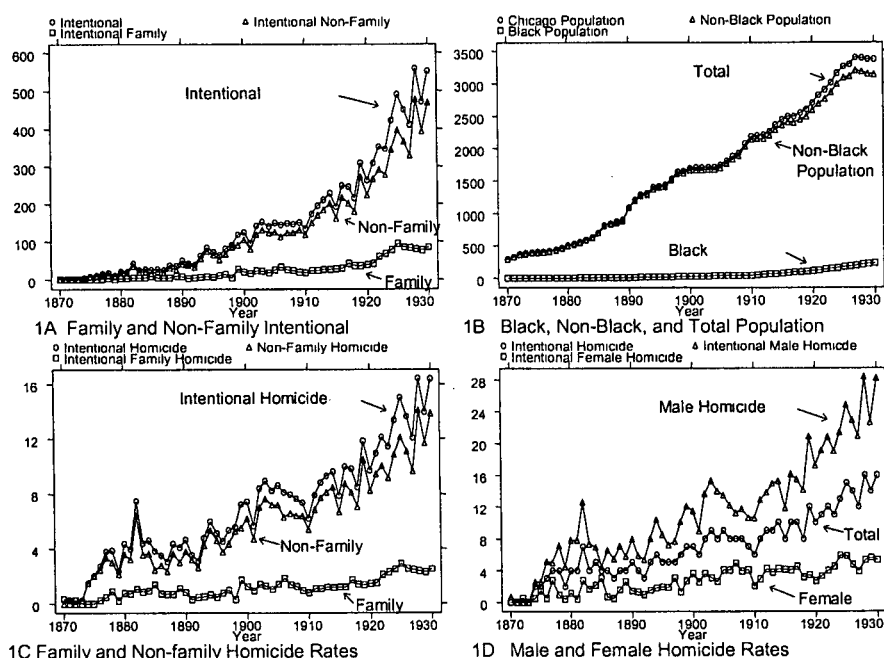 Intentional
Intentional Non-Family
Intentional Family
600
500
400
300
200
100
0
Intentional
Non-Family
Family
1870
1880
1890
1900
1910
1920
1930
Year
1A Family and Non-Family Intentional
Chicago Population
Non-Black Population
Black Population
3500
3000
2500
2000
1500
1000
500
0
Total
Non-Black
Population
Black
1870
1880
1890
1900
1910
1920
1930
Year
1B Black, Non-Black, and Total Population
Intentional Homicide
Non-Family Homicide
Intentional Family Homicide
16
12
8
4
0
Intentional Homicide
Non-Family
Family
1870
1880
1890
1900
1910
1920
1930
Year
1C Family and Non-family Homicide Rates
Intentional Homicide
Intentional Male Homicide
Intentional Female Homicide
28
24
20
16
12
8
4
0
Male Homicide
Total
Female
1870
1880
1890
1900
1910
1920
1930
Year
1D Male and Female Homicide Rates